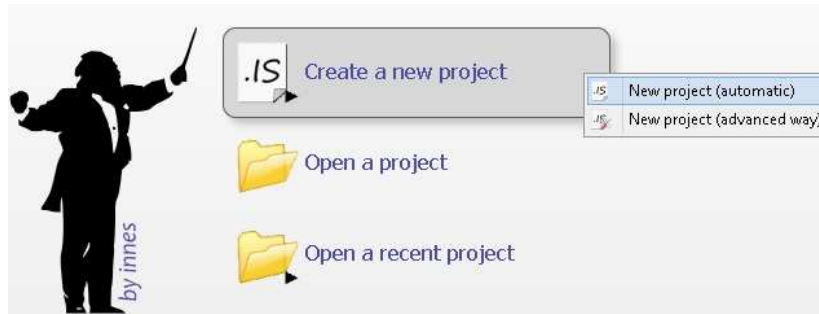 .IS Create a new project
.IS New project (automatic)
.IS New project (advanced way)
Open a project
Open a recent project
by innes